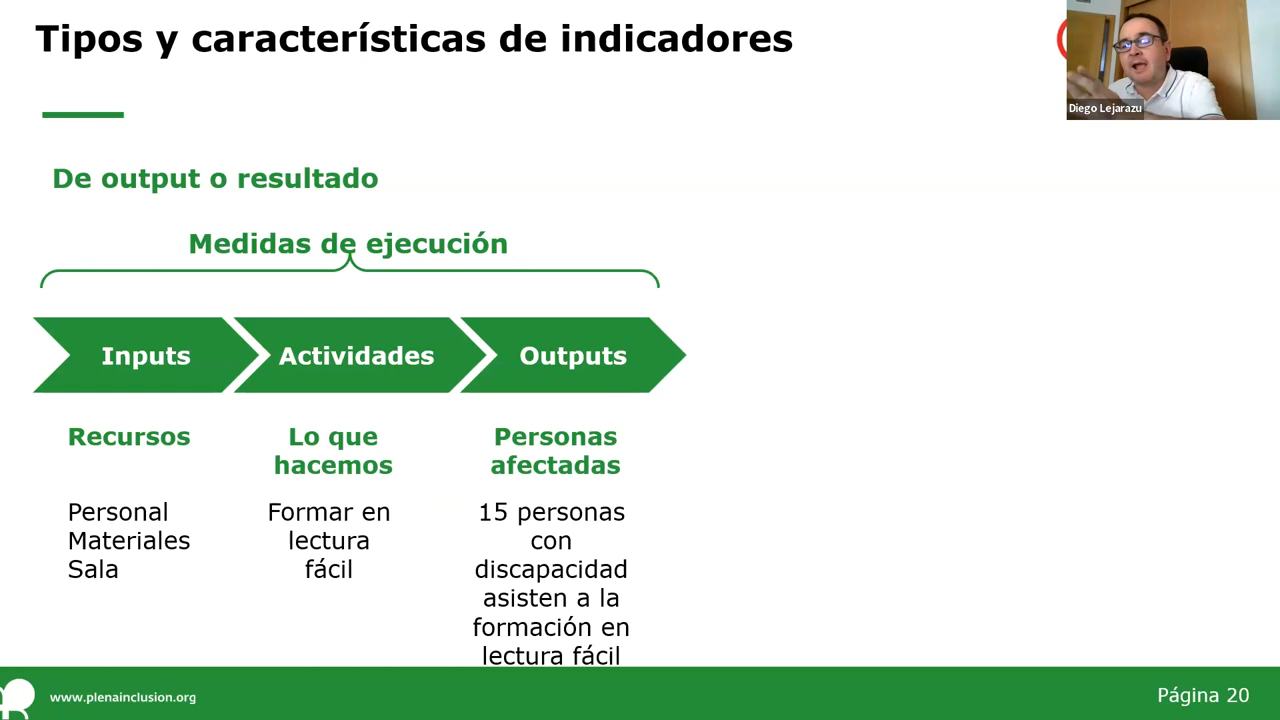 Tipos y características de indicadores
Diego Lejarazu
De output o resultado
Medidas de ejecución
Inputs
Actividades
Outputs
Recursos
Personal
Materiales
Sala
Lo que
hacemos
Formar en
lectura
fácil
Personas
afectadas
15 personas
con
discapacidad
asisten a la
formación en
lectura fácil
www.plenainclusion.org
Página 20